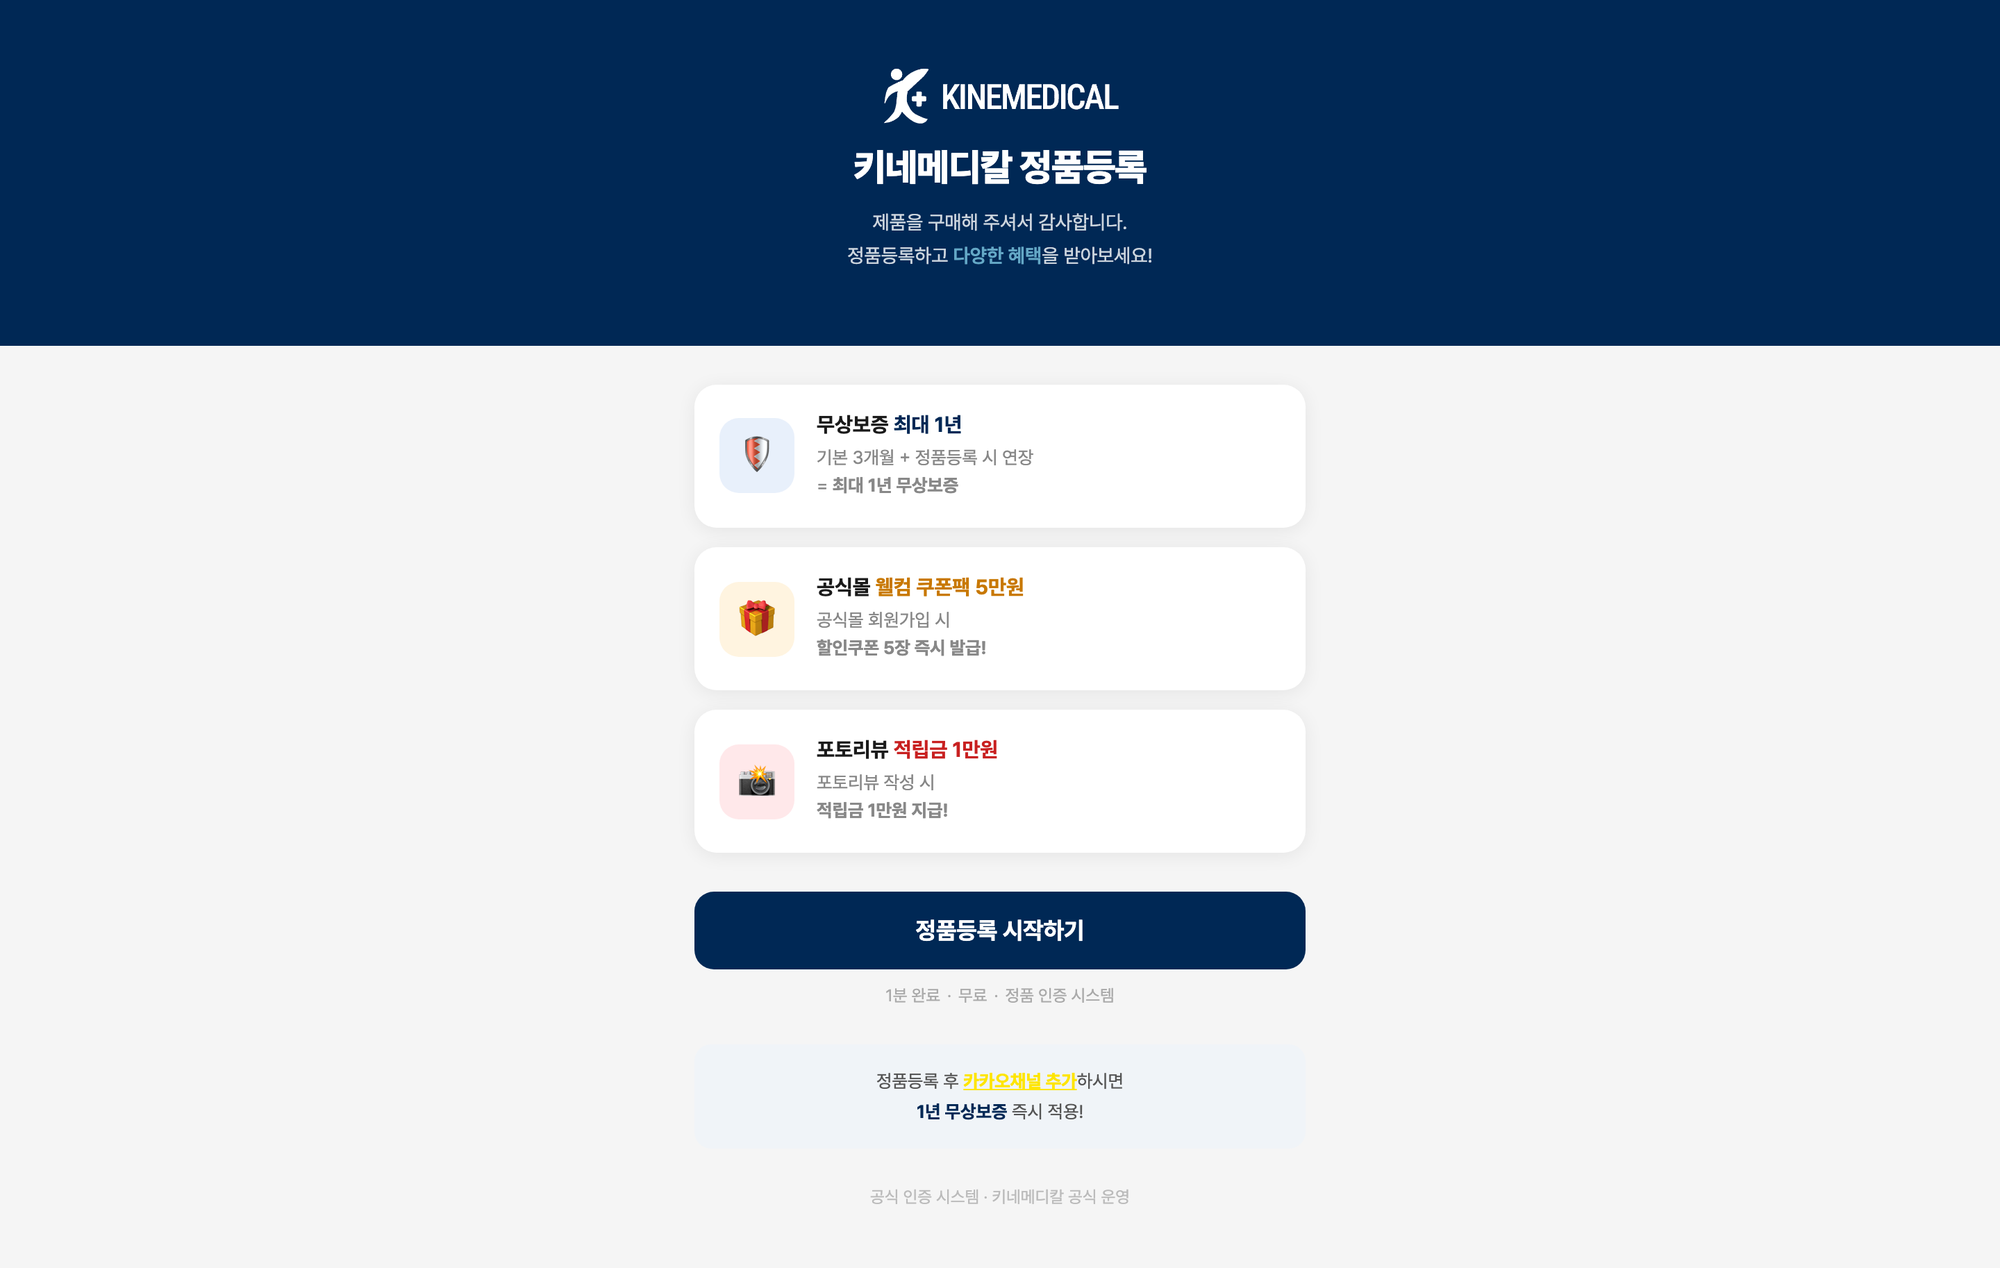 KINEMEDICAL
키네메디칼 정품등록
제품을 구매해 주셔서 감사합니다.
정품등록하고 다양한 혜택을 받아보세요!
무상보증 최대 1년
기본 3개월 + 정품등록 시 연장
= 최대 1년 무상보증
공식몰 웰컴 쿠폰팩 5만원
공식몰 회원가입 시
할인쿠폰 5장 즉시 발급!
포토리뷰 적립금 1만원
포토리뷰 작성 시
적립금 1만원 지급!
정품등록 시작하기
1분 완료 · 무료 · 정품 인증 시스템
정품등록 후 카카오채널 추가하시면
1년 무상보증 즉시 적용!
공식 인증 시스템 · 키네메디칼 공식 운영